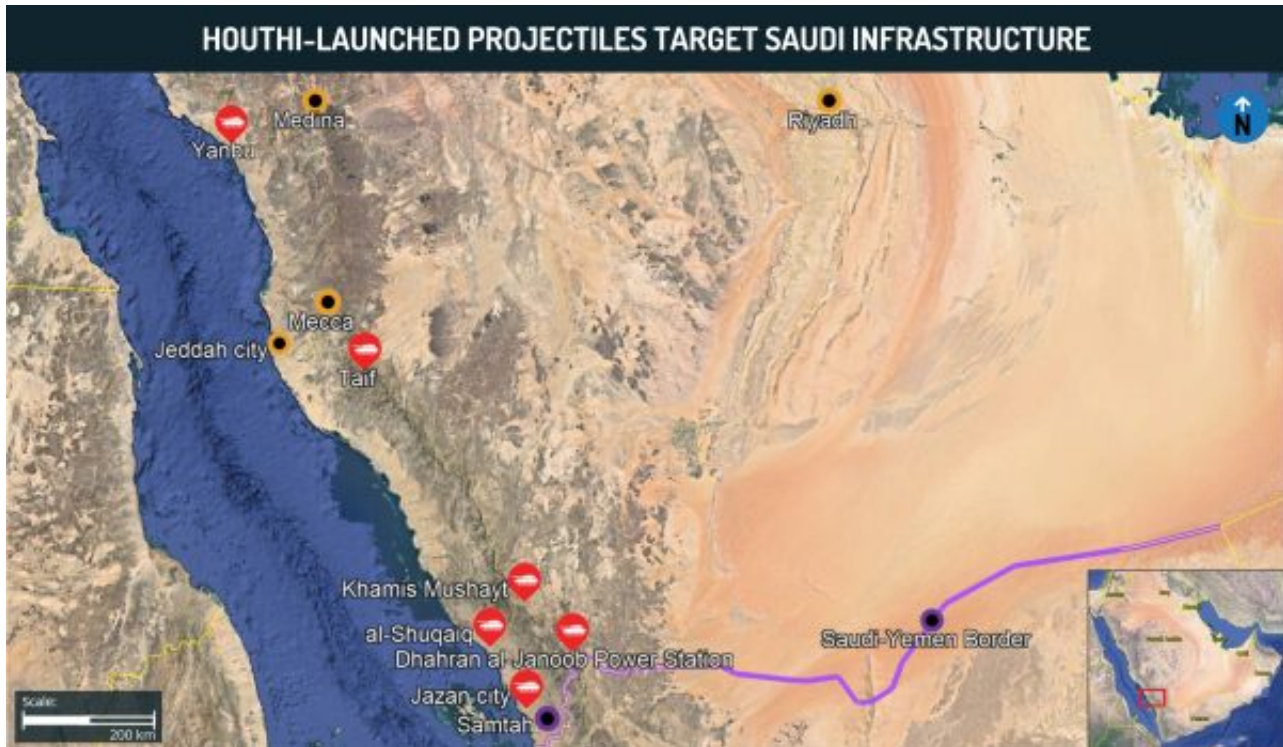 HOUTHI-LAUNCHED PROJECTILES TARGET SAUDI INFRASTRUCTURE
N
Medina
Riyadh
Yanbu
Mecca
Jeddah city
Taif
Khamis Mushayt
al-Shuqaiq
Saudi-Yemen Border
Dhahran al Janoob Power Station
Jazan city
Samtah
Scale:
200 km